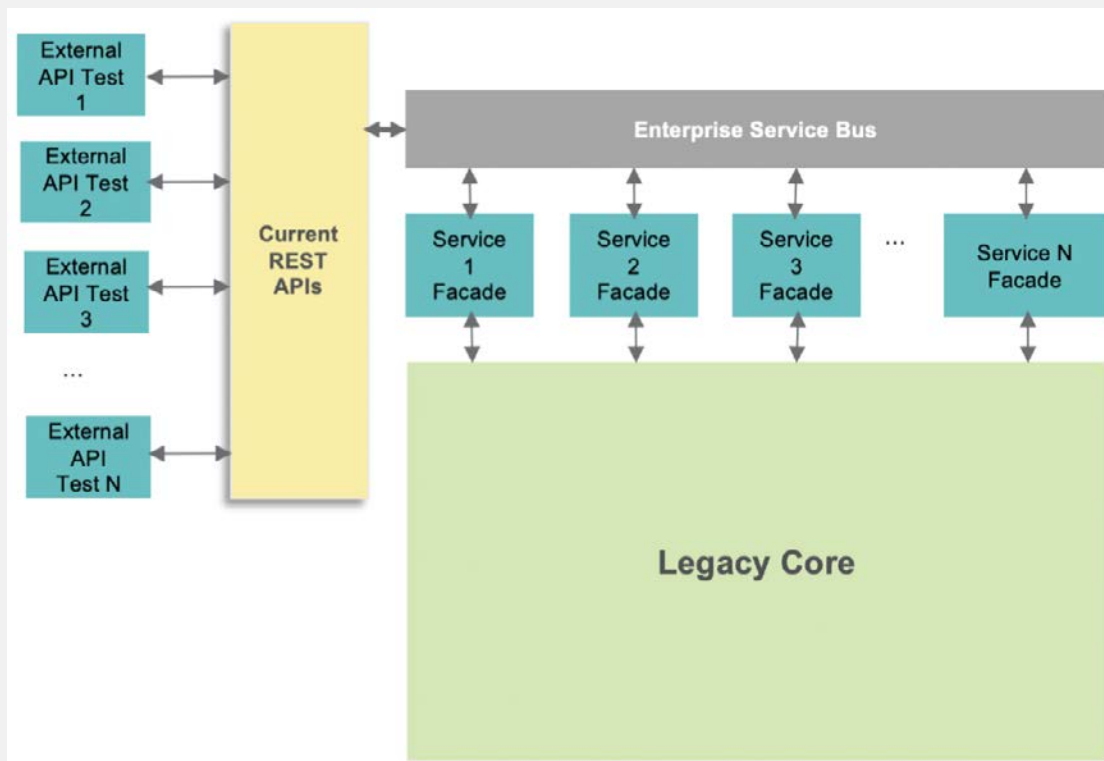 External
API Test
1
External
API Test
2
External
API Test
3
...
External
API
Test N
Current
REST
APIs
Enterprise Service Bus
Service
1
Facade
Service
2
Facade
Service
3
Facade
...
Service N
Facade
Legacy Core